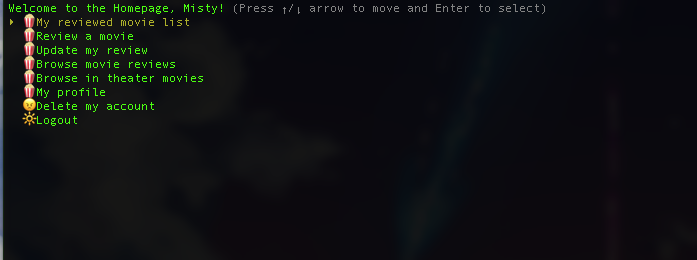 Welcome to the Homepage, Misty! (Press ↑/↓ arrow to move and Enter to select)
‣ 🍿My reviewed movie list
🍿Review a movie
🍿Update my review
🍿Browse movie reviews
🍿Browse in theater movies
🍿My profile
😠Delete my account
🔆Logout